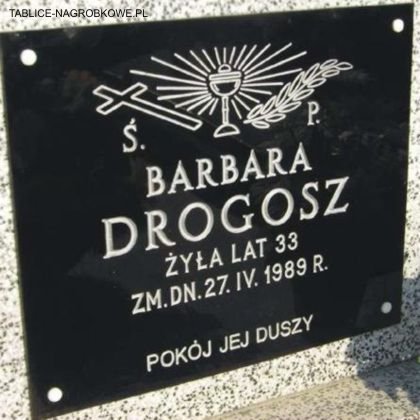 TABLICE-NAGROBKOWE.PL
Ś. P.
BARBARA
DROGOSZ
ŻYŁA LAT 33
ZM. DN. 27. IV. 1989 R.
POKÓJ JEJ DUSZY